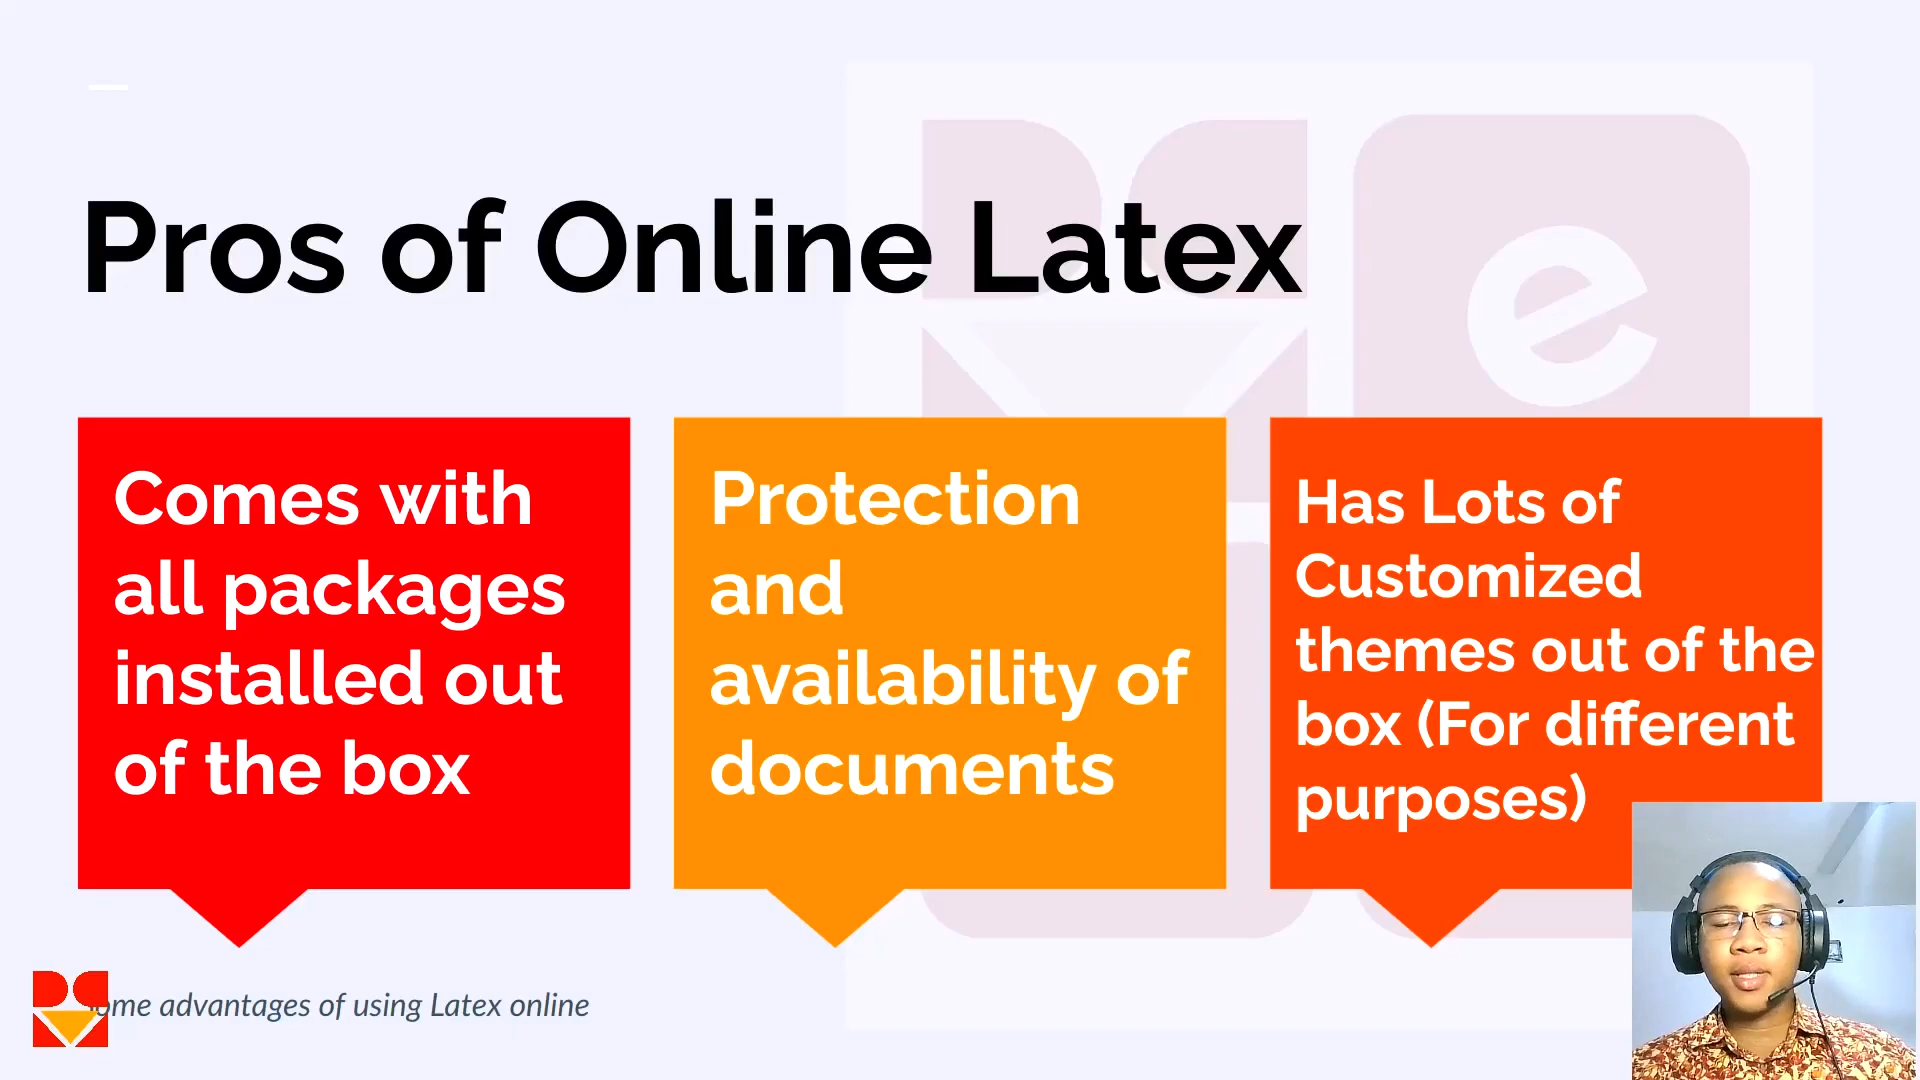 Pros of Online Latex
e
Comes with
all packages
installed out
of the box
Protection
and
availability of
documents
Has Lots of
Customized
themes out of the
box (For different
purposes)
ome advantages of using Latex online